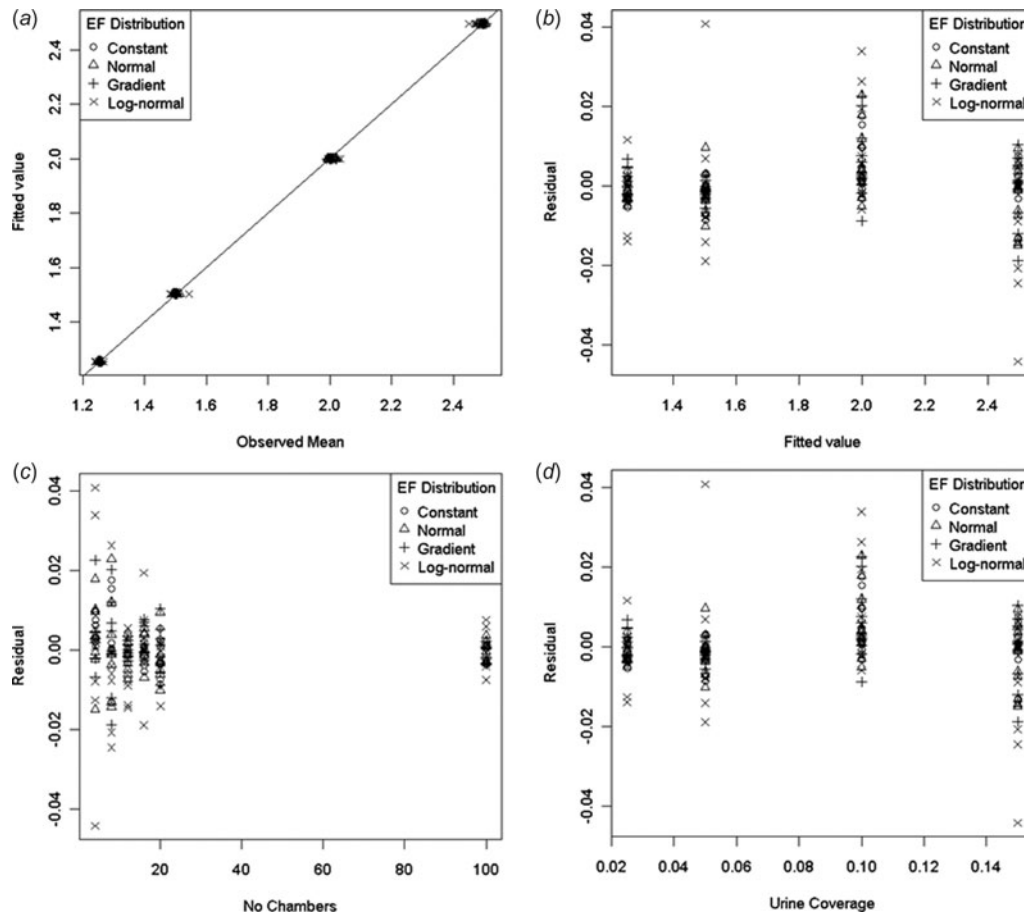 (a)
EF Distribution
Constant
Normal
Gradient
Log-normal
Fitted value
2.4
2.2
2.0
1.8
1.6
1.4
1.2
1.2 1.4 1.6 1.8 2.0 2.2 2.4
Observed Mean
(b)
EF Distribution
Constant
Normal
Gradient
Log-normal
Residual
0.04
0.02
0.00
-0.02
-0.04
1.4 1.6 1.8 2.0 2.2 2.4
Fitted value
(c)
EF Distribution
Constant
Normal
Gradient
Log-normal
Residual
0.04
0.02
0.00
-0.02
-0.04
20 40 60 80 100
No Chambers
(d)
EF Distribution
Constant
Normal
Gradient
Log-normal
Residual
0.04
0.02
0.00
-0.02
-0.04
0.02 0.04 0.06 0.08 0.10 0.12 0.14
Urine Coverage